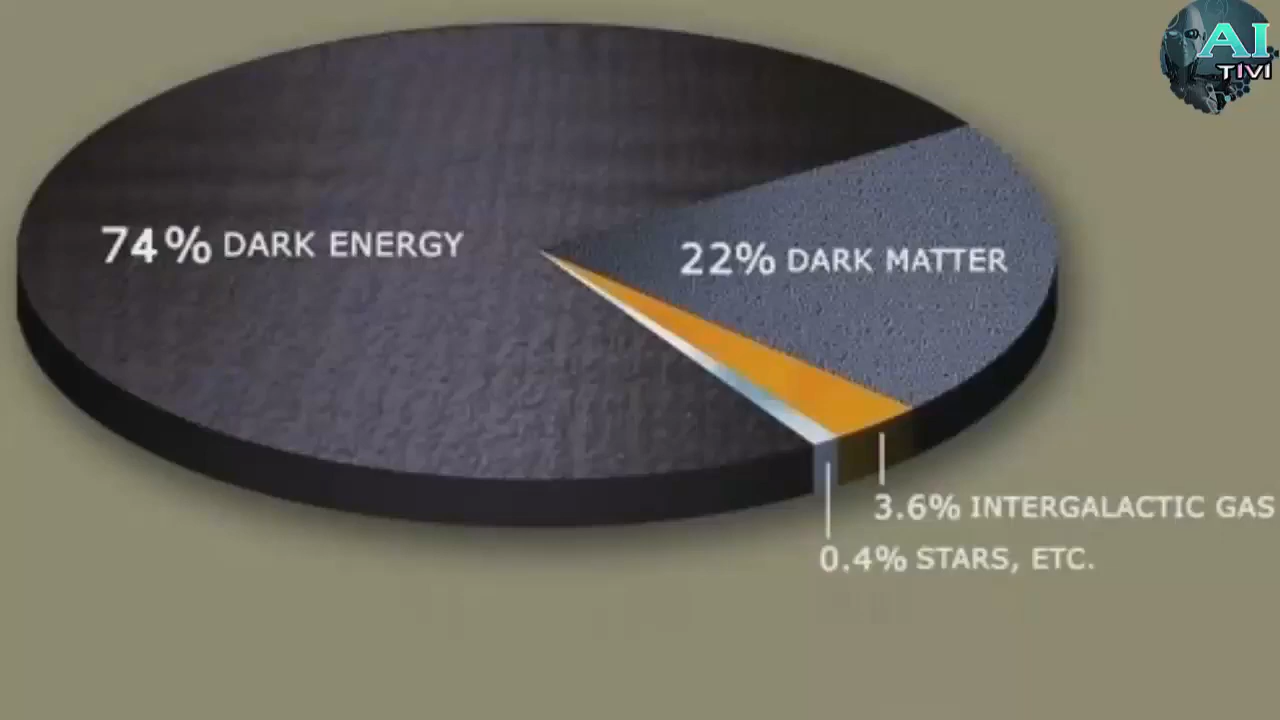 AI
TIVI
74% DARK ENERGY
22% DARK MATTER
3.6% INTERGALACTIC GAS
0.4% STARS, ETC.